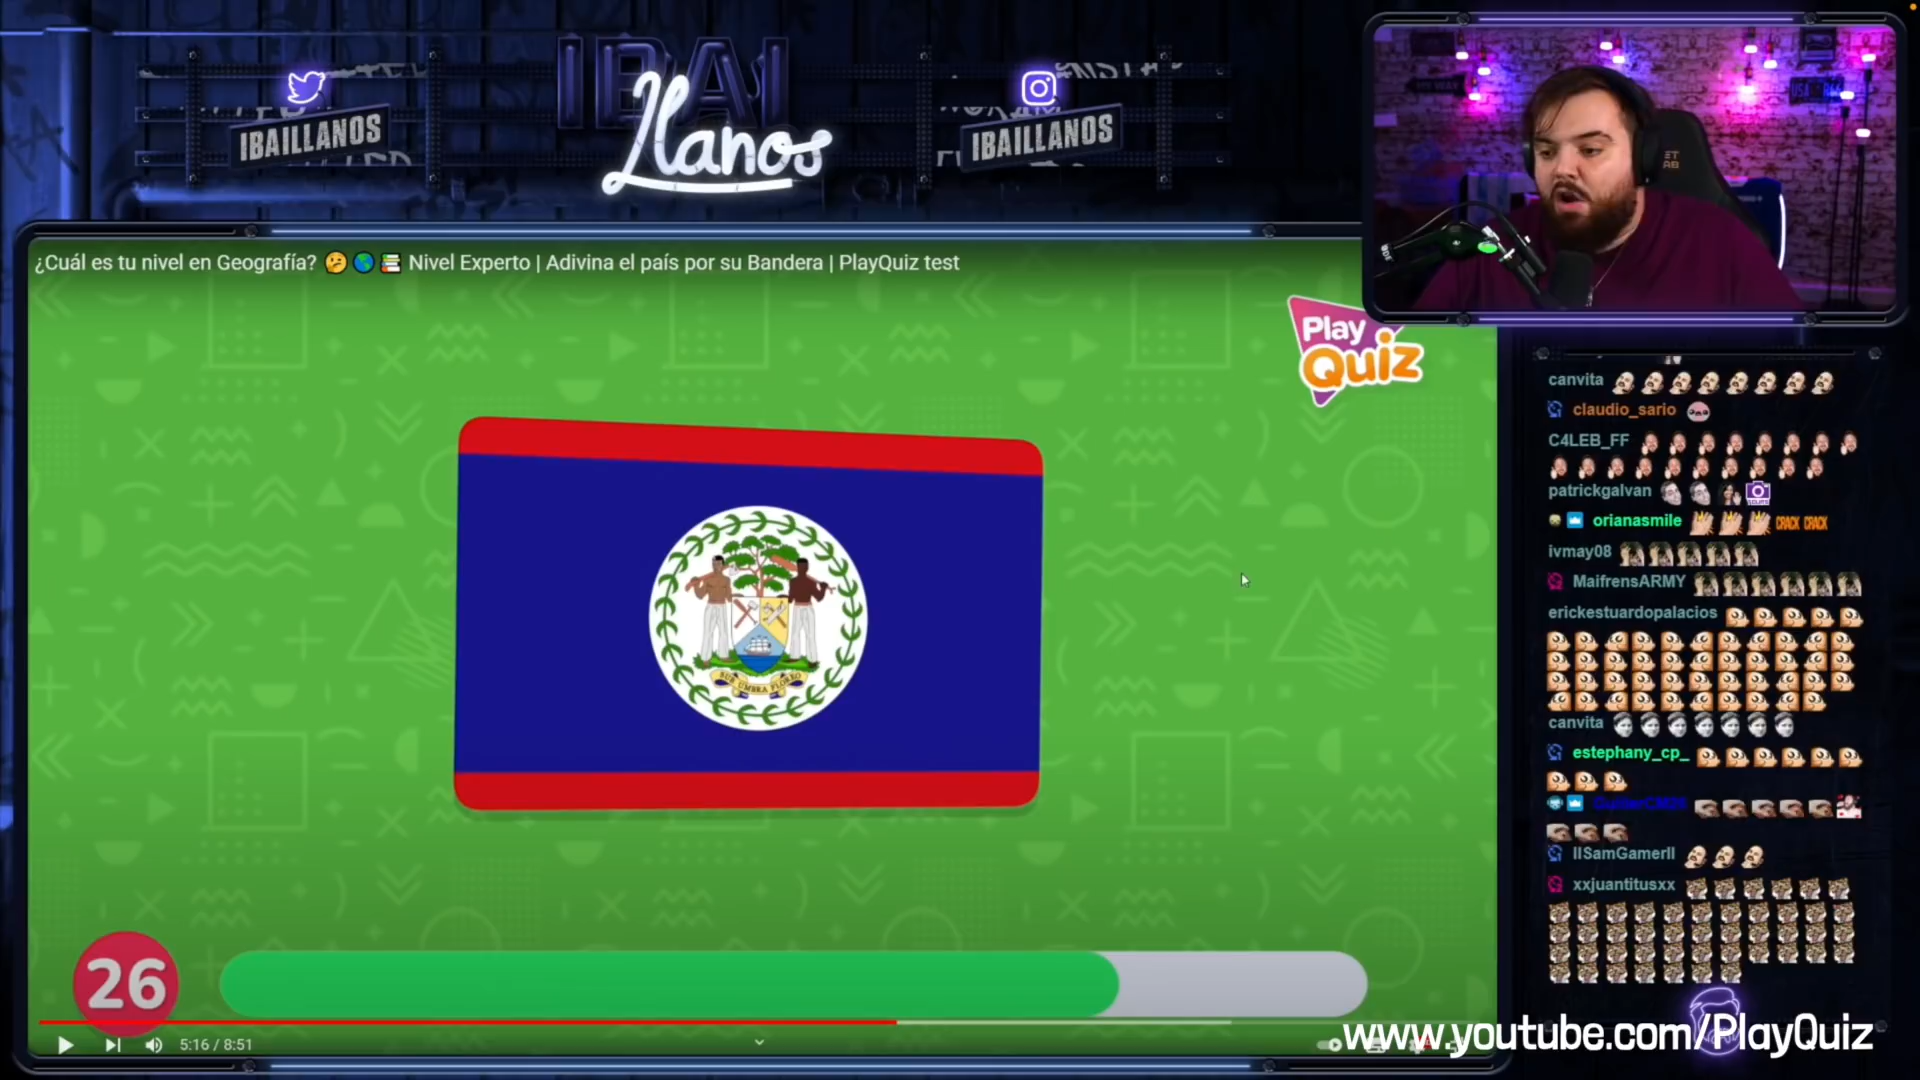 IBAI
Llanos
IBAILLANOS
IBAILLANOS
¿Cuál es tu nivel en Geografía? 🤔🌎📚 Nivel Experto | Adivina el país por su Bandera | PlayQuiz test
Play
Quiz
SUB UMBRA FLOREO
26
5:16 / 8:51
canvita
claudio_sario
C4LEB_FF
patrickgalvan
orianasmile CRACK CRACK
ivmay08
MaifrensARMY
erickestuardopalacios
canvita
estephany_cp_
IISamGamerII
xxjuantitusxx
www.youtube.com/PlayQuiz